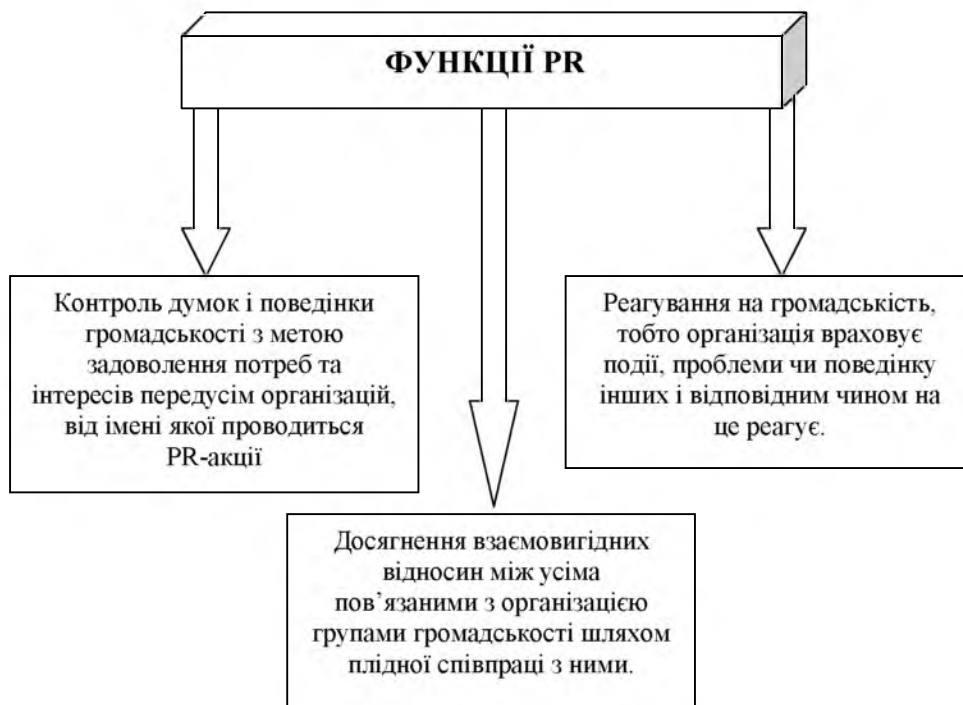 ФУНКЦІЇ PR
Контроль думок і поведінки
громадськості з метою
задоволення потреб та
інтересів передусім організацій,
від імені якої проводиться
PR-акції
Реагування на громадськість,
тобто організація враховує
події, проблеми чи поведінку
інших і відповідним чином на
це реагує.
Досягнення взаємовигідних
відносин між усіма
пов’язаними з організацією
групами громадськості шляхом
плідної співпраці з ними.